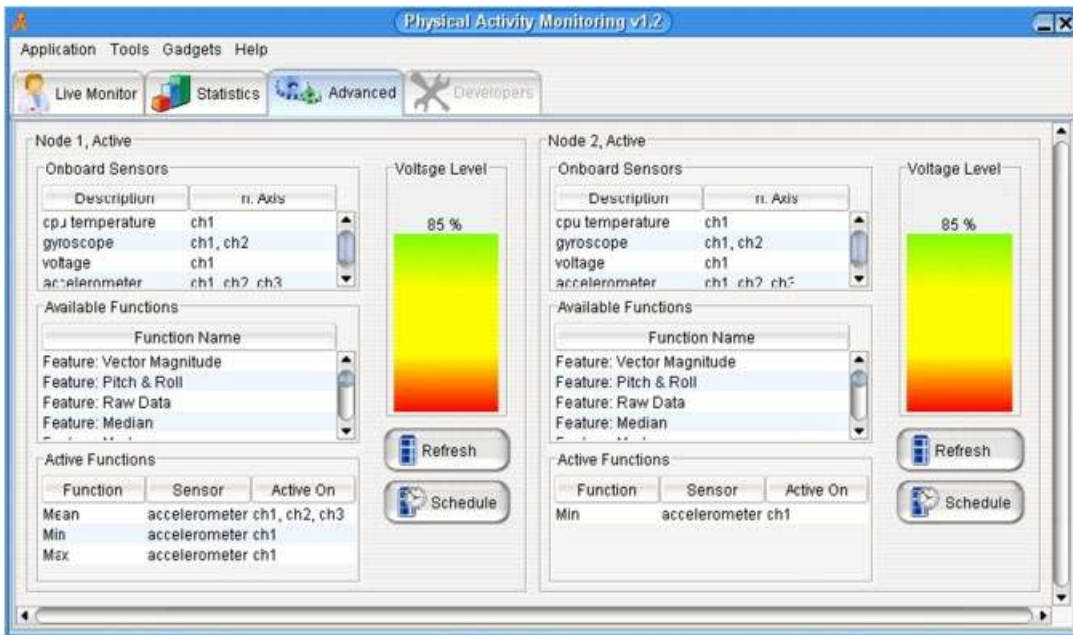 Physical Activity Monitoring v1.2
Application Tools Gadgets Help
Live Monitor Statistics Advanced Developers
Node 1, Active
Onboard Sensors
Description n. Axis
cpu temperature ch1
gyroscope ch1, ch2
voltage ch1
accelerometer ch1 ch2 ch3
Available Functions
Function Name
Feature: Vector Magnitude
Feature: Pitch & Roll
Feature: Raw Data
Feature: Median
Active Functions
Function Sensor Active On
Mean accelerometer ch1, ch2, ch3
Min accelerometer ch1
Max accelerometer ch1
Voltage Level
85 %
Refresh
Schedule
Node 2, Active
Onboard Sensors
Description n. Axis
cpu temperature ch1
gyroscope ch1, ch2
voltage ch1
accelerometer ch1 ch2 ch3
Available Functions
Function Name
Feature: Vector Magnitude
Feature: Pitch & Roll
Feature: Raw Data
Feature: Median
Active Functions
Function Sensor Active On
Min accelerometer ch1
Voltage Level
85 %
Refresh
Schedule